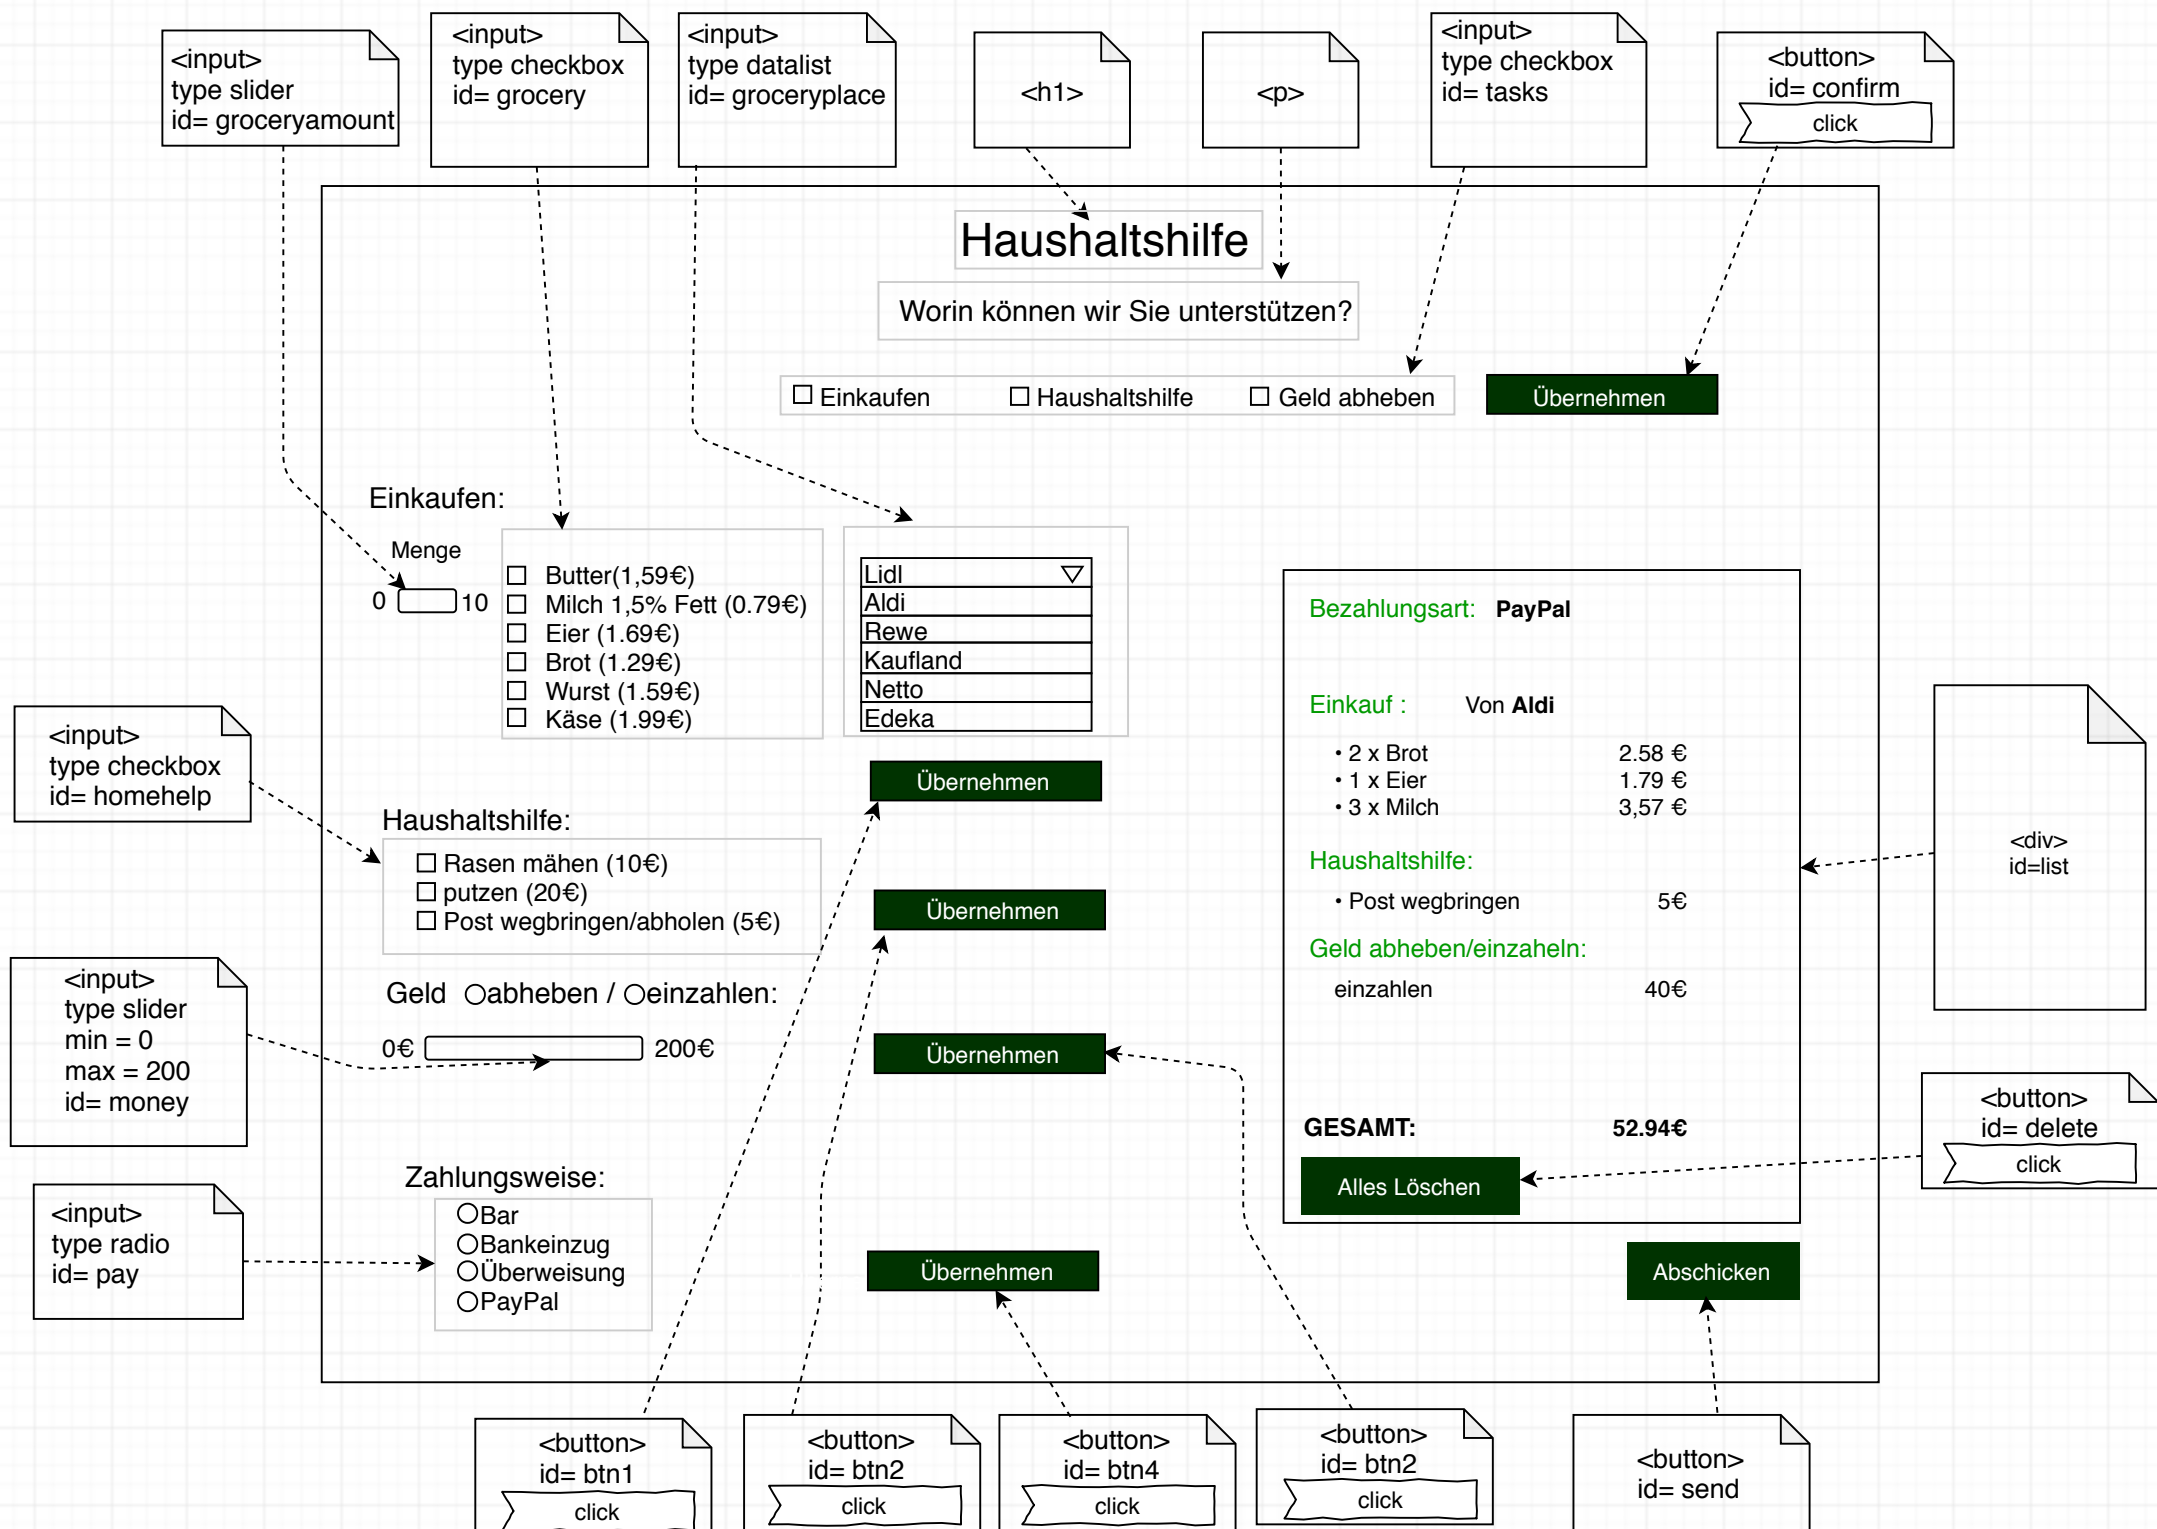 <input>
type slider
id= groceryamount
<input>
type checkbox
id= grocery
<input>
type datalist
id= groceryplace
<h1>
<p>
<input>
type checkbox
id= tasks
<button>
id= confirm
click
Haushaltshilfe
Worin können wir Sie unterstützen?
Einkaufen
Haushaltshilfe
Geld abheben
Übernehmen
Einkaufen:
Menge
0
10
Butter(1,59€)
Milch 1,5% Fett (0.79€)
Eier (1.69€)
Brot (1.29€)
Wurst (1.59€)
Käse (1.99€)
Lidl
Aldi
Rewe
Kaufland
Netto
Edeka
Übernehmen
<input>
type checkbox
id= homehelp
Haushaltshilfe:
Rasen mähen (10€)
putzen (20€)
Post wegbringen/abholen (5€)
Übernehmen
<input>
type slider
min = 0
max = 200
id= money
Geld abheben / einzahlen:
0€
200€
Übernehmen
<input>
type radio
id= pay
Zahlungsweise:
Bar
Bankeinzug
Überweisung
PayPal
Übernehmen
Bezahlungsart: PayPal
Einkauf : Von Aldi
• 2 x Brot 2.58 €
• 1 x Eier 1.79 €
• 3 x Milch 3,57 €
Haushaltshilfe:
• Post wegbringen 5€
Geld abheben/einzaheln:
einzahlen 40€
GESAMT: 52.94€
Alles Löschen
Abschicken
<div>
id=list
<button>
id= delete
click
<button>
id= btn1
click
<button>
id= btn2
click
<button>
id= btn4
click
<button>
id= btn2
click
<button>
id= send